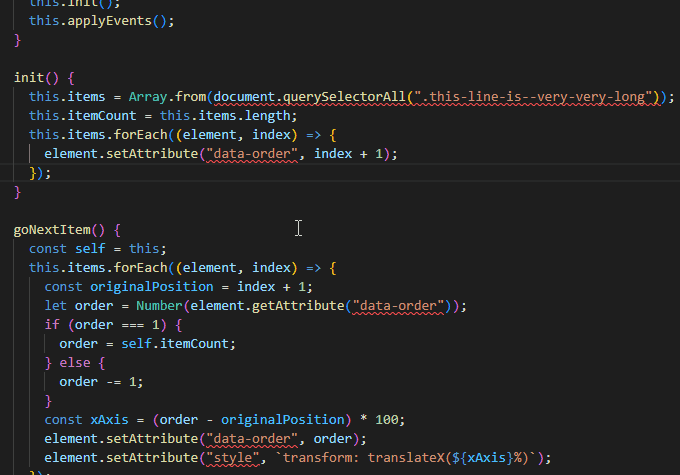 this.init();
this.applyEvents();
}
init() {
this.items = Array.from(document.querySelectorAll(".this-line-is--very-very-long"));
this.itemCount = this.items.length;
this.items.forEach((element, index) => {
element.setAttribute("data-order", index + 1);
});
}
goNextItem() {
const self = this;
this.items.forEach((element, index) => {
const originalPosition = index + 1;
let order = Number(element.getAttribute("data-order"));
if (order === 1) {
order = self.itemCount;
} else {
order -= 1;
}
const xAxis = (order - originalPosition) * 100;
element.setAttribute("data-order", order);
element.setAttribute("style", `transform: translateX(${xAxis}%)`);
});